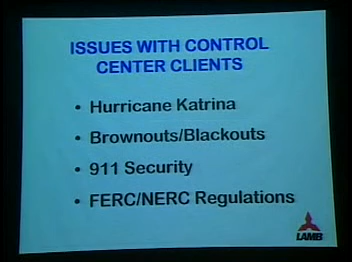 ISSUES WITH CONTROL
CENTER CLIENTS
• Hurricane Katrina
• Brownouts/Blackouts
• 911 Security
• FERC/NERC Regulations
LAMB